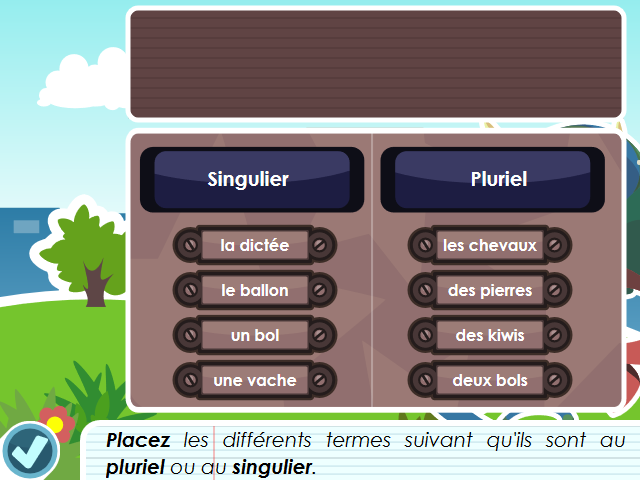 Singulier Pluriel
la dictée les chevaux
le ballon des pierres
un bol des kiwis
une vache deux bols
Placez les différents termes suivant qu'ils sont au
pluriel ou au singulier.